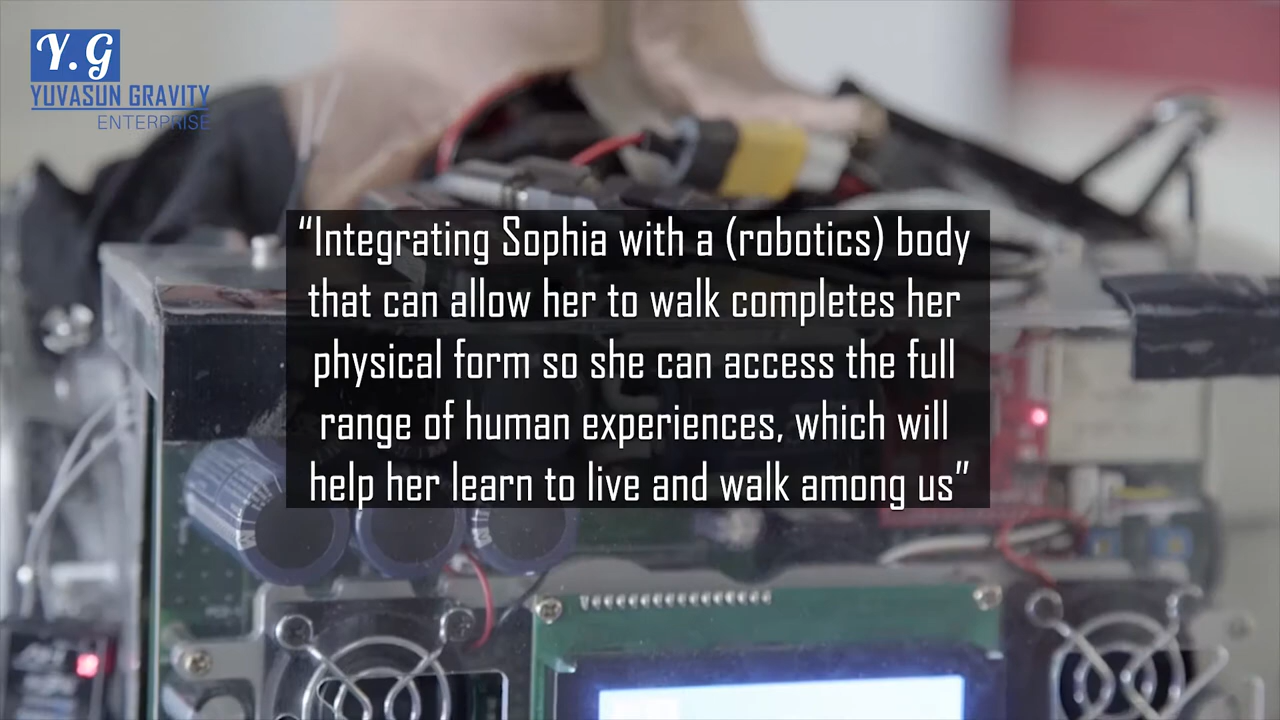 Y.G
YUVASUN GRAVITY
ENTERPRISE
“Integrating Sophia with a (robotics) body
that can allow her to walk completes her
physical form so she can access the full
range of human experiences, which will
help her learn to live and walk among us”